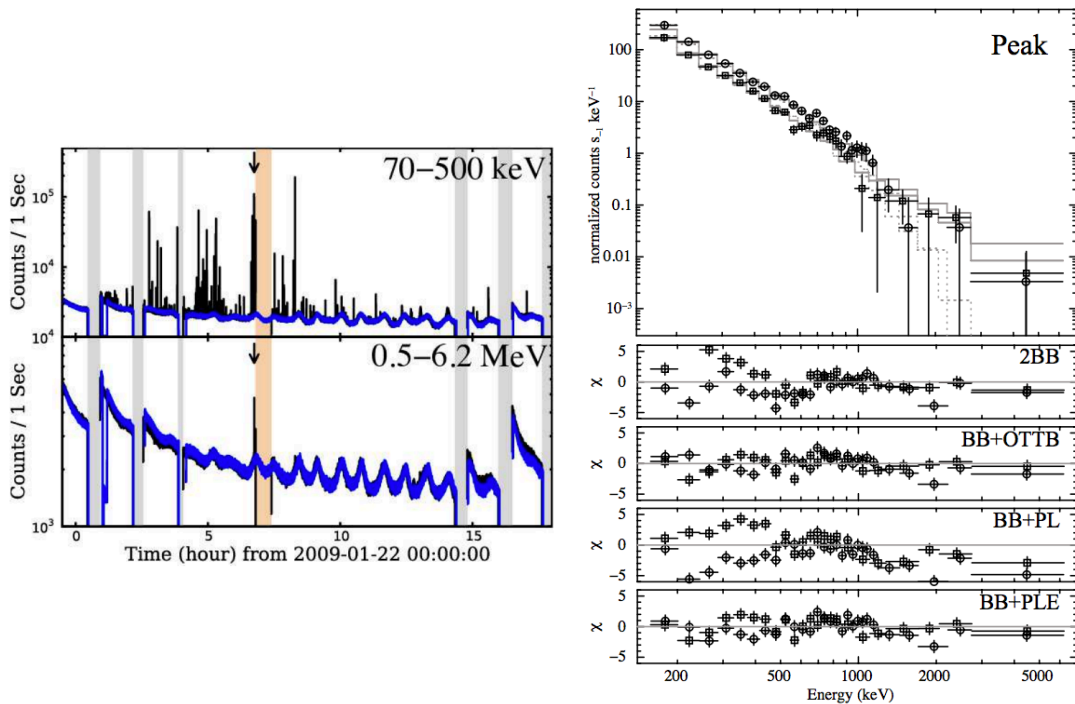 70−500 keV
Counts / 1 Sec
10⁵
10⁴
10⁴
0.5−6.2 MeV
Counts / 1 Sec
10³
0 5 10 15
Time (hour) from 2009-01-22 00:00:00
Peak
normalized counts s₋₁ keV⁻¹
100
10
1
0.1
0.01
10⁻³
2BB
χ
5
0
−5
BB+OTTB
χ
5
0
−5
BB+PL
χ
5
0
−5
BB+PLE
χ
5
0
−5
200 500 1000 2000 5000
Energy (keV)